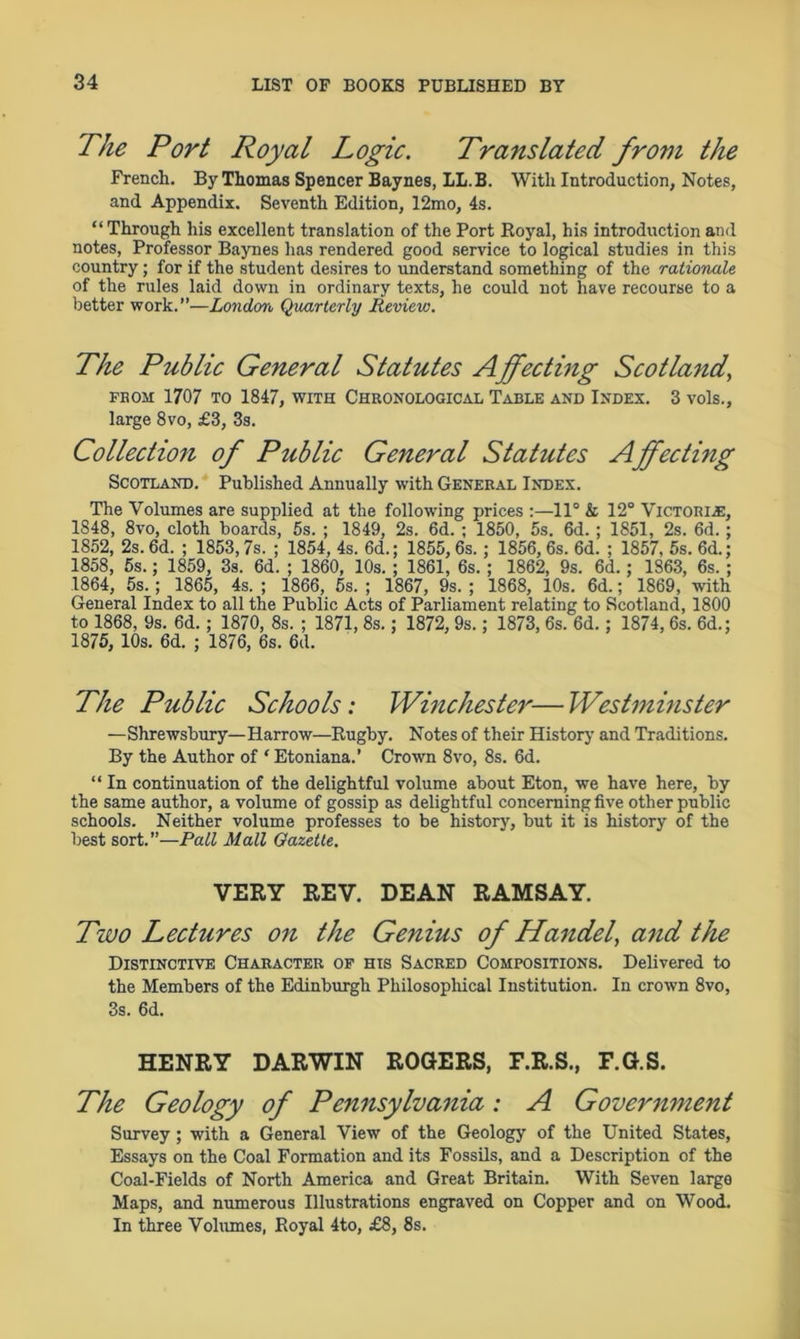 34 LIST OF BOOKS PUBLISHED BY
The Port Royal Logic. Translated from the
French. By Thomas Spencer Baynes, LL.B. With Introduction, Notes,
and Appendix. Seventh Edition, 12mo, 4s.
“Through his excellent translation of the Port Royal, his introduction and
notes, Professor Baynes has rendered good service to logical studies in this
country; for if the student desires to understand something of the rationale
of the rules laid down in ordinary texts, he could not have recourse to a
better work.”—London Quarterly Review.
The Public General Statutes Affecting Scotland,
FROM 1707 TO 1847, WITH CHRONOLOGICAL TABLE AND INDEX. 3 vols.,
large 8vo, £3, 3s.
Collection of Public General Statutes Affecting
SCOTLAND. Published Annually with GENERAL INDEX.
The Volumes are supplied at the following prices :—11° & 12° VICTORIÆ,
1848, 8vo, cloth boards, 5s. ; 1849, 2s. 6d. ; 1850, 5s. 6d. ; 1851, 2s. 6d. ;
1852, 2s. 6d. ; 1853, 7s. ; 1854, 4s. 6d.; 1855, 6s. ; 1856, 6s. 6d. ; 1857, 5s. 6d.;
1858, 5s. ; 1859, 3s. 6d. ; 1860, 10s. ; 1861, 6s. ; 1862, 9s. 6d. ; 1863, 6s. ;
1864, 5s. ; 1865, 4s. ; 1866, 5s. ; 1867, 9s. ; 1868, 10s. 6d. ; 1869, with
General Index to all the Public Acts of Parliament relating to Scotland, 1800
to 1868, 9s. 6d. ; 1870, 8s. ; 1871, 8s. ; 1872, 9s. ; 1873, 6s. 6d. ; 1874, 6s. 6d.;
1875, 10s. 6d. ; 1876, 6s. 6d.
The Public Schools: Winchester—Westminster
—Shrewsbury—Harrow—Rugby. Notes of their History and Traditions.
By the Author of ‘Etoniana.’ Crown 8vo, 8s. 6d.
“In continuation of the delightful volume about Eton, we have here, by
the same author, a volume of gossip as delightful concerning five other public
schools. Neither volume professes to be history, but it is history of the
best sort.”—Pall Mall Gazette.
VERY REV. DEAN RAMSAY.
Two Lectures on the Genius of Handel, and the
DISTINCTIVE CHARACTER OF HIS SACRED COMPOSITIONS. Delivered to
the Members of the Edinburgh Philosophical Institution. In crown 8vo,
3s. 6d.
HENRY DARWIN ROGERS, F.R.S., F.G.S.
The Geology of Pennsylvania: A Government
Survey ; with a General View of the Geology of the United States,
Essays on the Coal Formation and its Fossils, and a Description of the
Coal-Fields of North America and Great Britain. With Seven large
Maps, and numerous Illustrations engraved on Copper and on Wood.
In three Volumes, Royal 4to, £8, 8s.